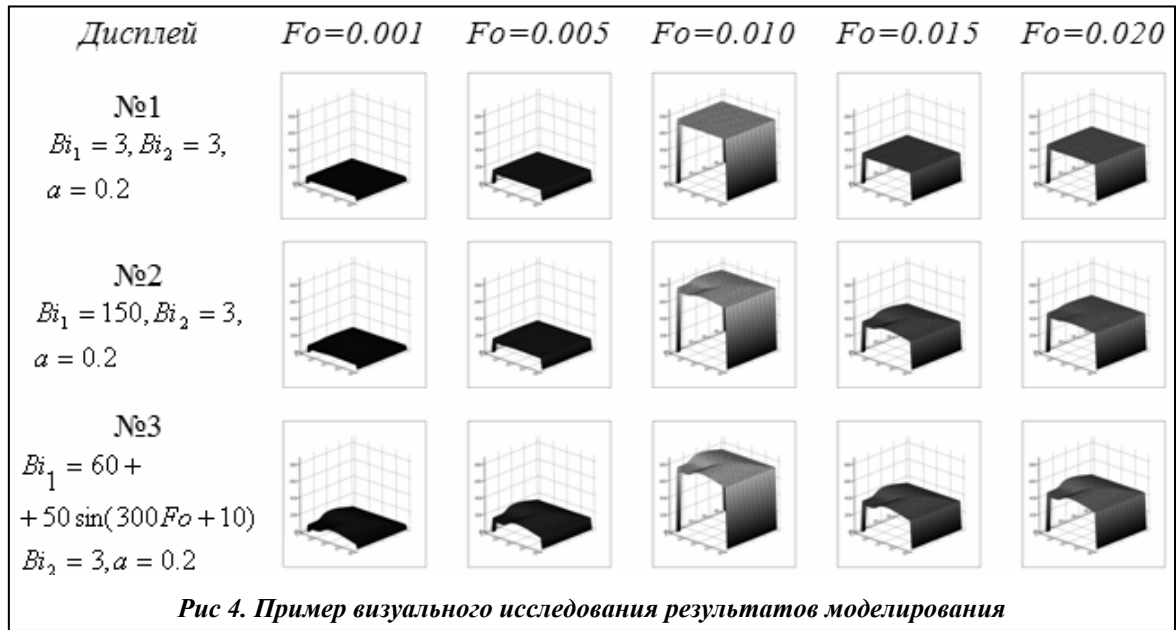 Дисплей Fo=0.001 Fo=0.005 Fo=0.010 Fo=0.015 Fo=0.020
№1
Bi₁ = 3, Bi₂ = 3,
a = 0.2
№2
Bi₁ = 150, Bi₂ = 3,
a = 0.2
№3
Bi₁ = 60 +
+ 50 sin(300Fo + 10)
Bi₂ = 3, a = 0.2
Рис 4. Пример визуального исследования результатов моделирования